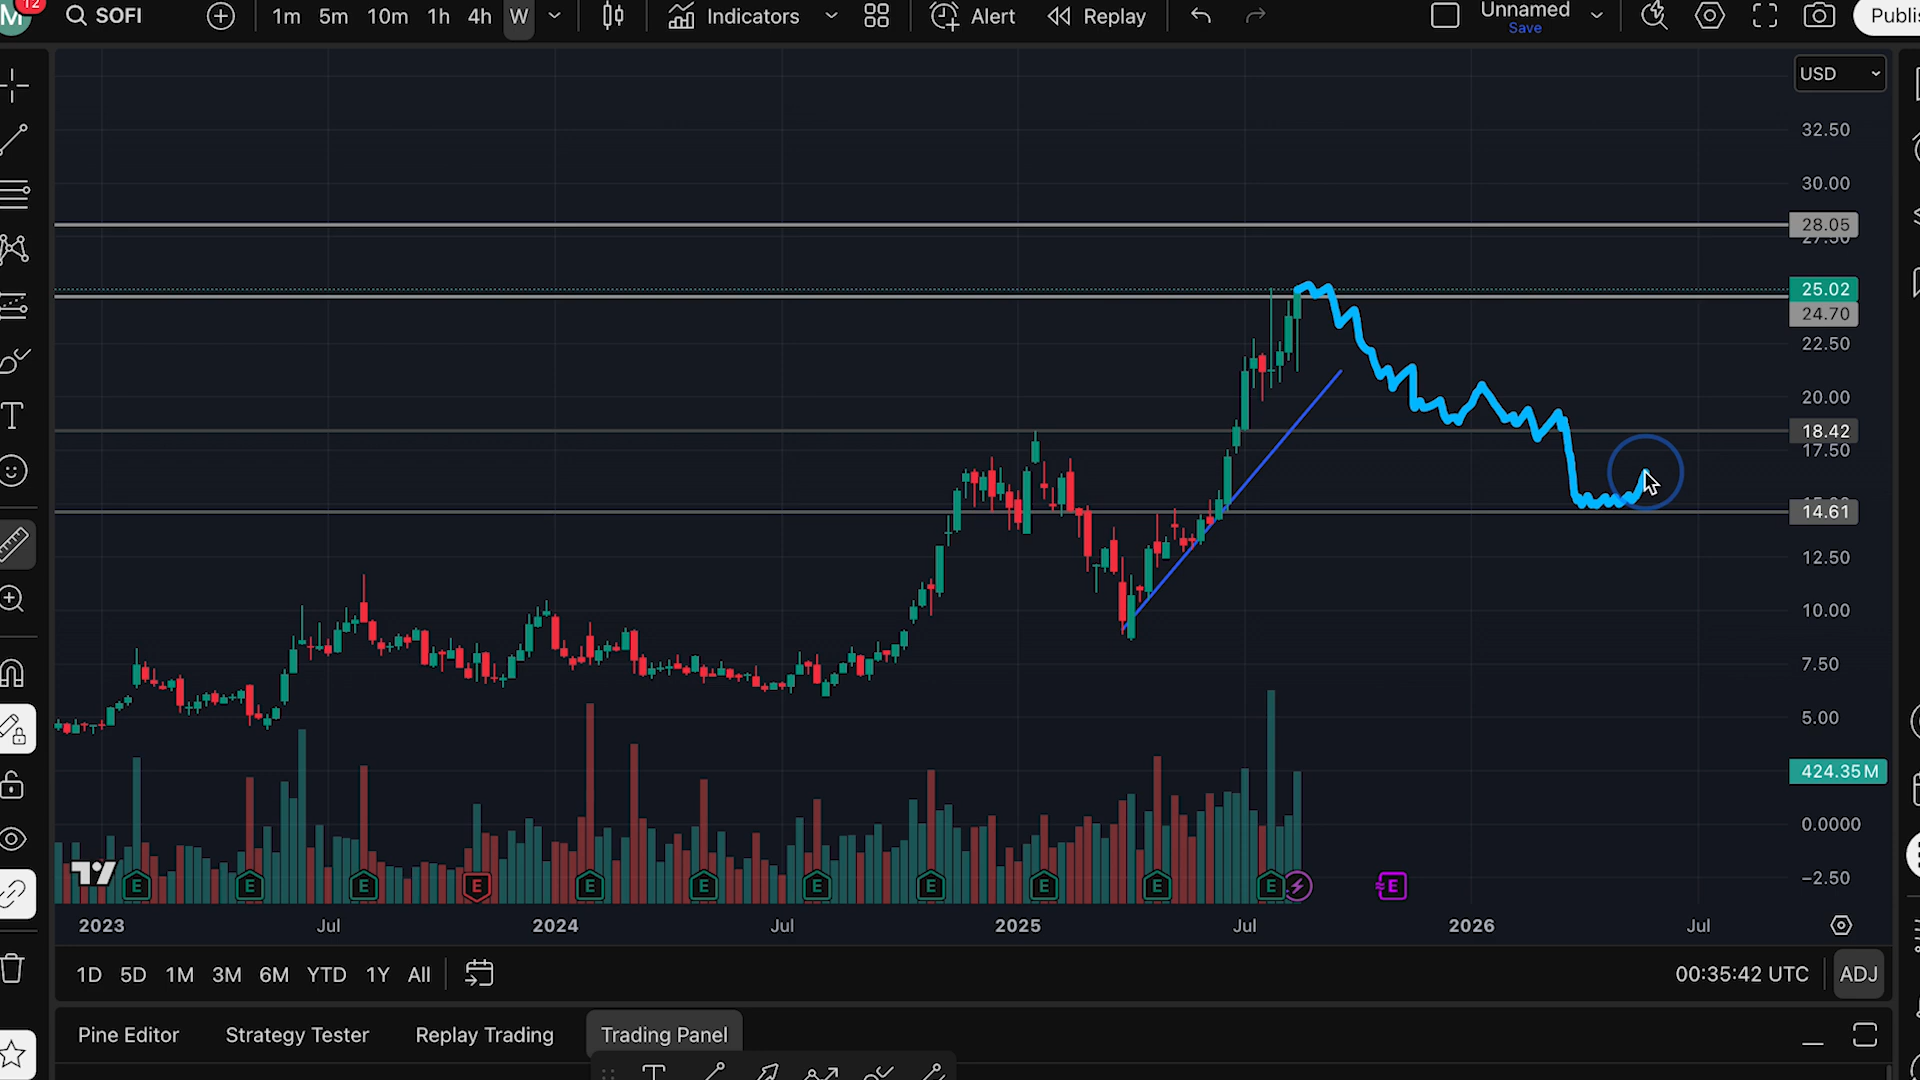 M 12 SOFI 1m 5m 10m 1h 4h W Indicators Alert Replay Unnamed
Save
USD
32.50
30.00
28.05
25.02
24.70
22.50
20.00
18.42
17.50
14.61
12.50
10.00
7.50
5.00
424.35M
0.0000
−2.50
E E E E E E E E E E E E
2023 Jul 2024 Jul 2025 Jul 2026 Jul
1D 5D 1M 3M 6M YTD 1Y All 00:35:42 UTC ADJ
Pine Editor Strategy Tester Replay Trading Trading Panel